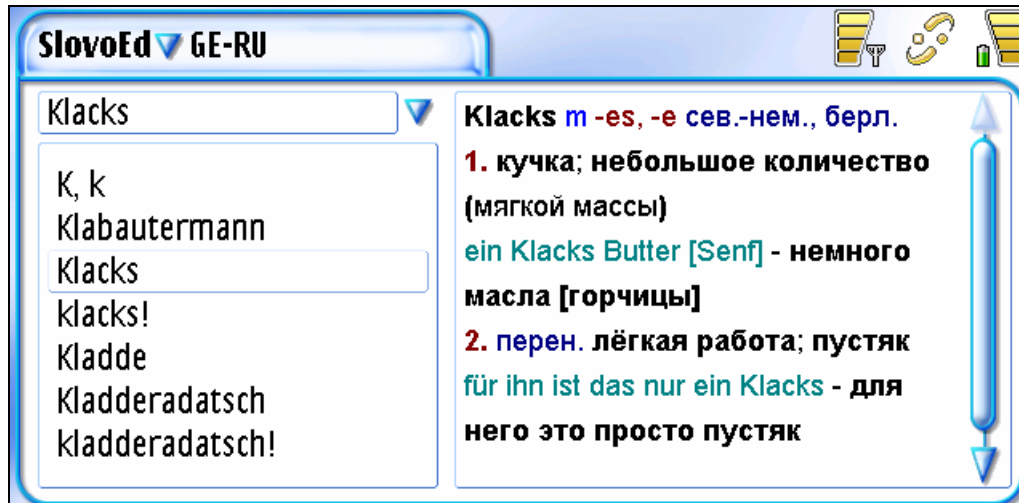 SlovoEd GE-RU
Klacks
K, k
Klabautermann
Klacks
klacks!
Kladde
Kladderadatsch
kladderadatsch!
Klacks m -es, -e сев.-нем., берл.
1. кучка; небольшое количество
(мягкой массы)
ein Klacks Butter [Senf] - немного
масла [горчицы]
2. перен. лёгкая работа; пустяк
für ihn ist das nur ein Klacks - для
него это просто пустяк